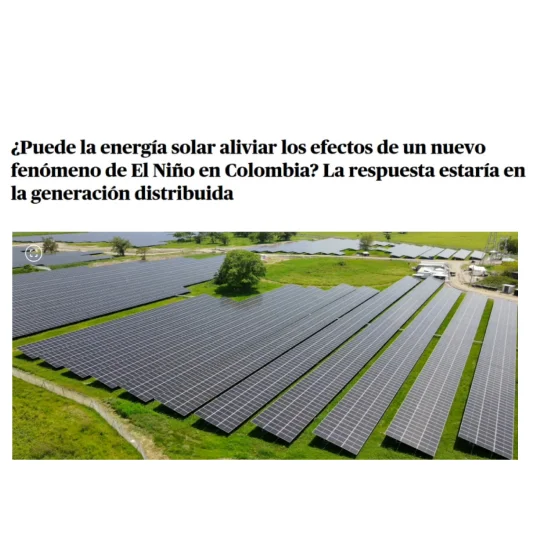 ¿Puede la energía solar aliviar los efectos de un nuevo
fenómeno de El Niño en Colombia? La respuesta estaría en
la generación distribuida